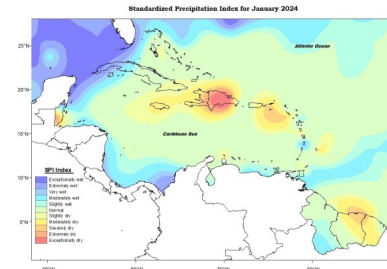 Standardized Precipitation Index for January 2024
25°N
Atlantic Ocean
20°N
15°N
Caribbean Sea
10°N
5°N
SPI Index
Exceptionally wet
Extremely wet
Very wet
Moderately wet
Slightly wet
Normal
Slightly dry
Moderately dry
Severely dry
Extremely dry
Exceptionally dry